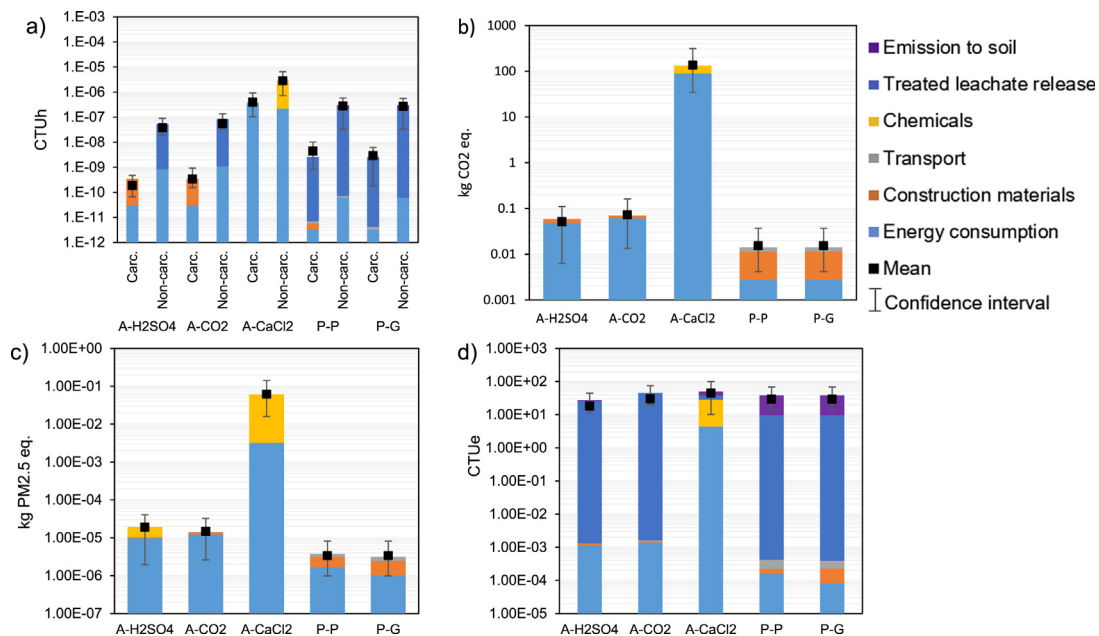 a)
1.E-03
1.E-04
1.E-05
1.E-06
1.E-07
1.E-08
1.E-09
1.E-10
1.E-11
1.E-12
CTUh
Carc.
Non-carc.
Carc.
Non-carc.
Carc.
Non-carc.
Carc.
Non-carc.
Carc.
Non-carc.
A-H2SO4 A-CO2 A-CaCl2 P-P P-G
b)
1000
100
10
1
0.1
0.01
0.001
kg CO2 eq.
A-H2SO4 A-CO2 A-CaCl2 P-P P-G
Emission to soil
Treated leachate release
Chemicals
Transport
Construction materials
Energy consumption
Mean
Confidence interval
c)
1.00E+00
1.00E-01
1.00E-02
1.00E-03
1.00E-04
1.00E-05
1.00E-06
1.00E-07
kg PM2.5 eq.
A-H2SO4 A-CO2 A-CaCl2 P-P P-G
d)
1.00E+03
1.00E+02
1.00E+01
1.00E+00
1.00E-01
1.00E-02
1.00E-03
1.00E-04
1.00E-05
CTUe
A-H2SO4 A-CO2 A-CaCl2 P-P P-G